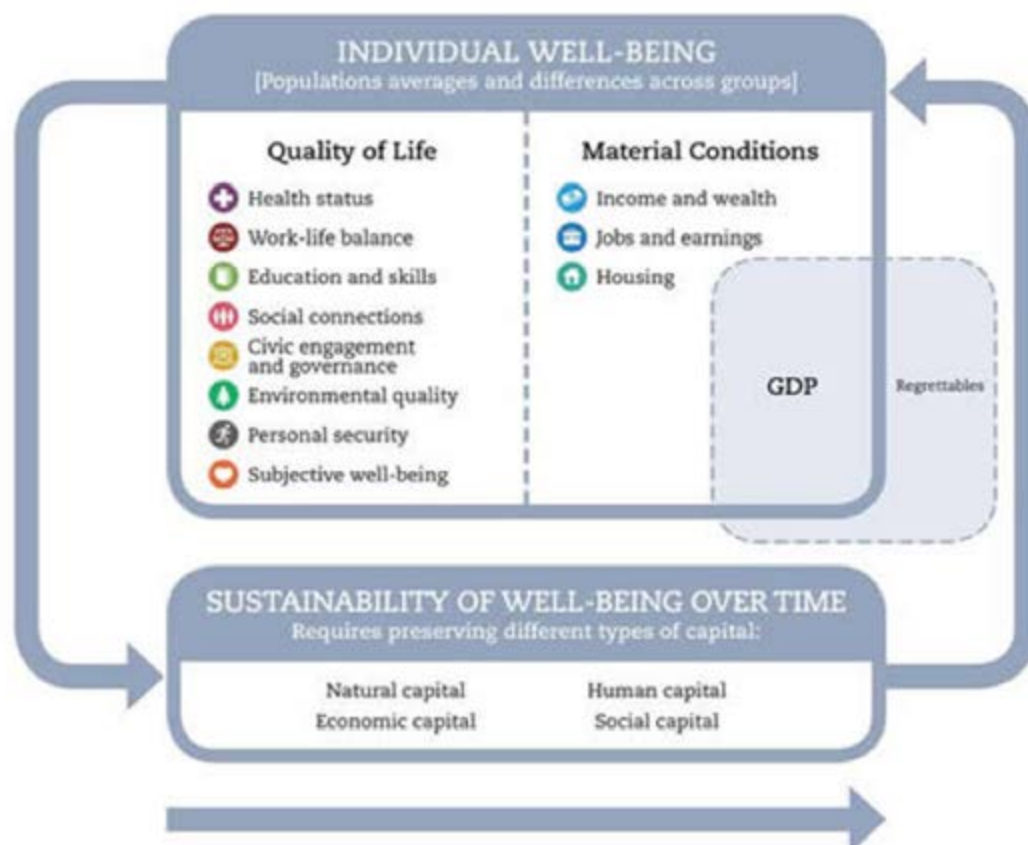 INDIVIDUAL WELL-BEING
[Populations averages and differences across groups]
Quality of Life
Health status
Work-life balance
Education and skills
Social connections
Civic engagement
and governance
Environmental quality
Personal security
Subjective well-being
Material Conditions
Income and wealth
Jobs and earnings
Housing
GDP
Regrettables
SUSTAINABILITY OF WELL-BEING OVER TIME
Requires preserving different types of capital:
Natural capital
Human capital
Economic capital
Social capital